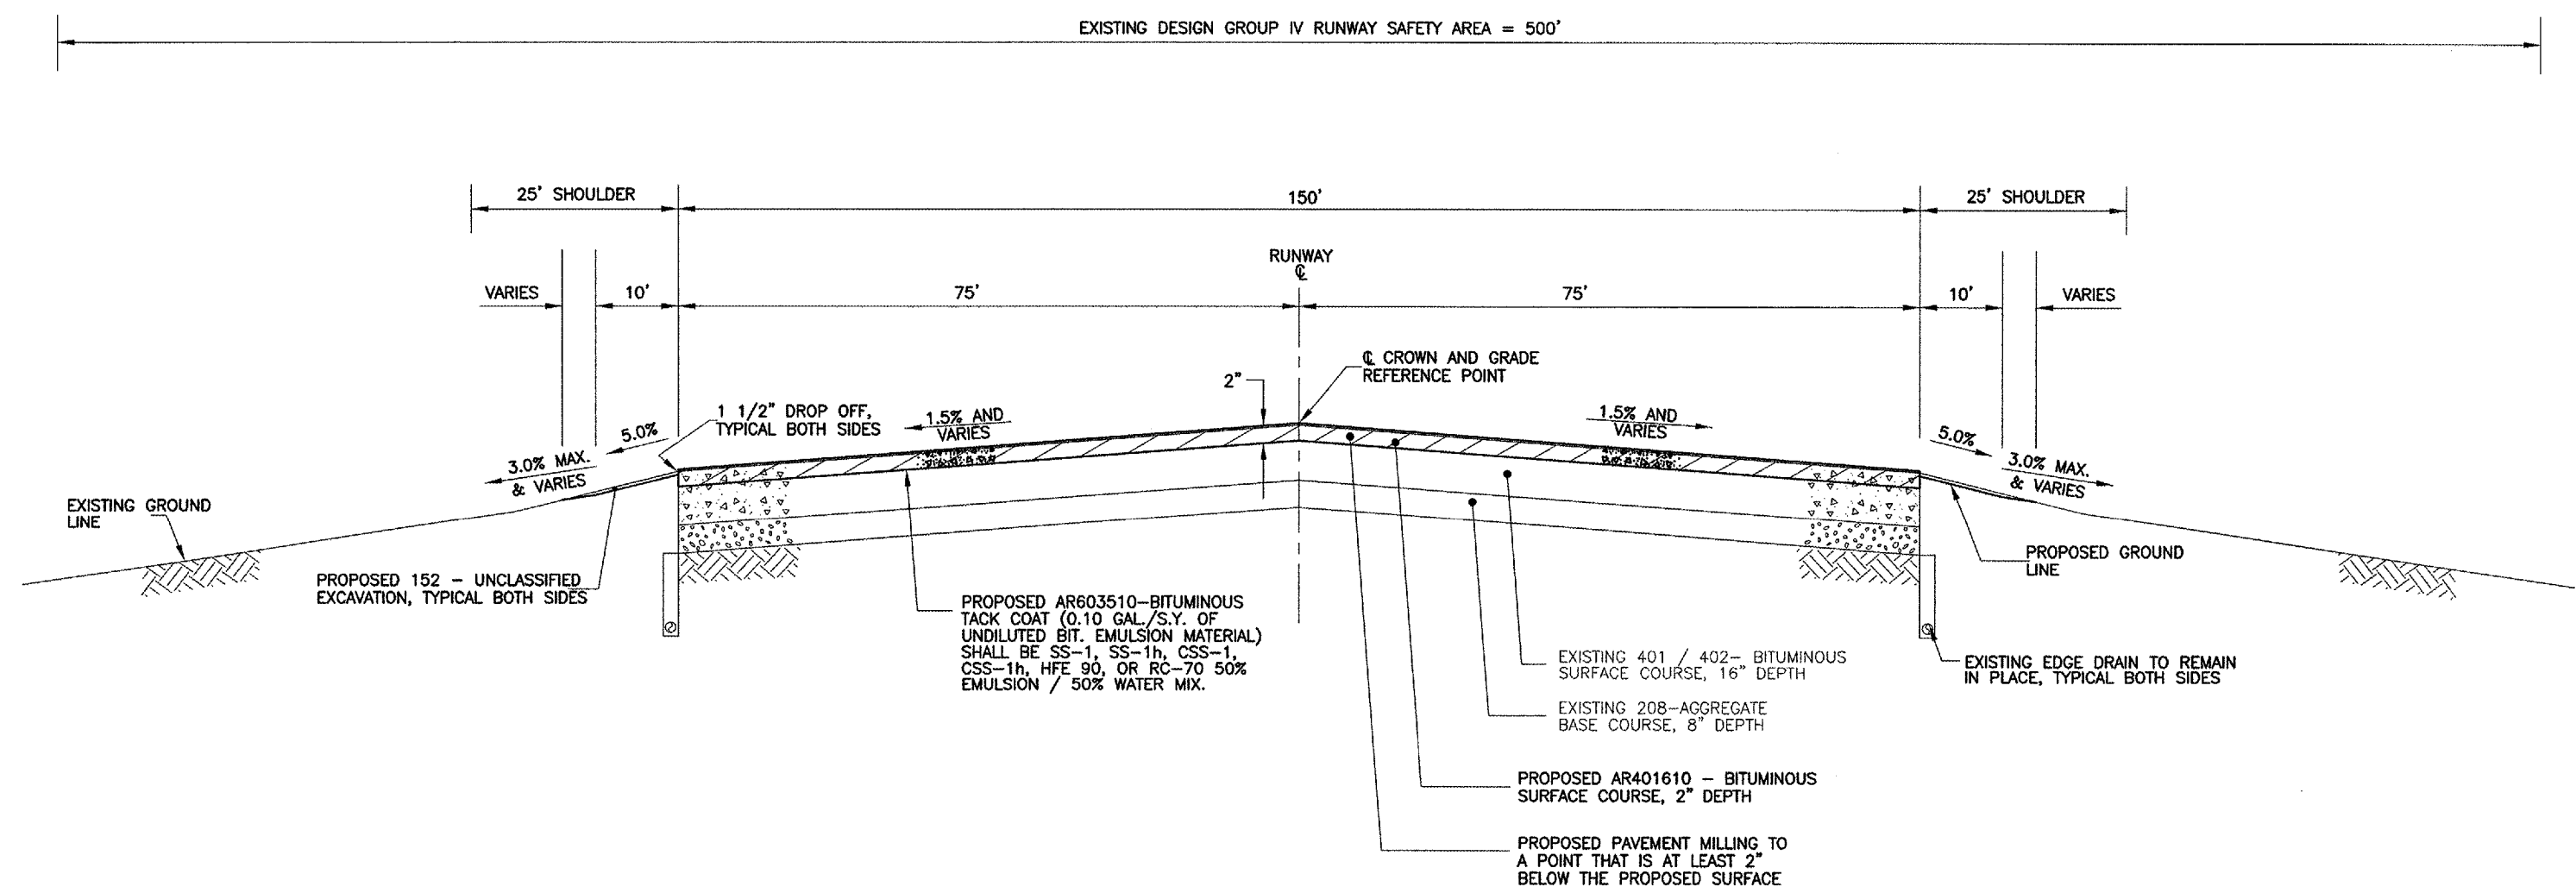 EXISTING DESIGN GROUP IV RUNWAY SAFETY AREA = 500'
25' SHOULDER
150'
25' SHOULDER
RUNWAY
℄
VARIES
10'
75'
75'
10'
VARIES
℄ CROWN AND GRADE
REFERENCE POINT
2"
1 1/2" DROP OFF,
TYPICAL BOTH SIDES
1.5% AND
VARIES
1.5% AND
VARIES
5.0%
5.0%
3.0% MAX.
& VARIES
3.0% MAX.
& VARIES
EXISTING GROUND
LINE
PROPOSED GROUND
LINE
PROPOSED 152 - UNCLASSIFIED
EXCAVATION, TYPICAL BOTH SIDES
PROPOSED AR603510-BITUMINOUS
TACK COAT (0.10 GAL./S.Y. OF
UNDILUTED BIT. EMULSION MATERIAL)
SHALL BE SS-1, SS-1h, CSS-1,
CSS-1h, HFE 90, OR RC-70 50%
EMULSION / 50% WATER MIX.
EXISTING 401 / 402- BITUMINOUS
SURFACE COURSE, 16" DEPTH
EXISTING EDGE DRAIN TO REMAIN
IN PLACE, TYPICAL BOTH SIDES
EXISTING 208-AGGREGATE
BASE COURSE, 8" DEPTH
PROPOSED AR401610 - BITUMINOUS
SURFACE COURSE, 2" DEPTH
PROPOSED PAVEMENT MILLING TO
A POINT THAT IS AT LEAST 2"
BELOW THE PROPOSED SURFACE